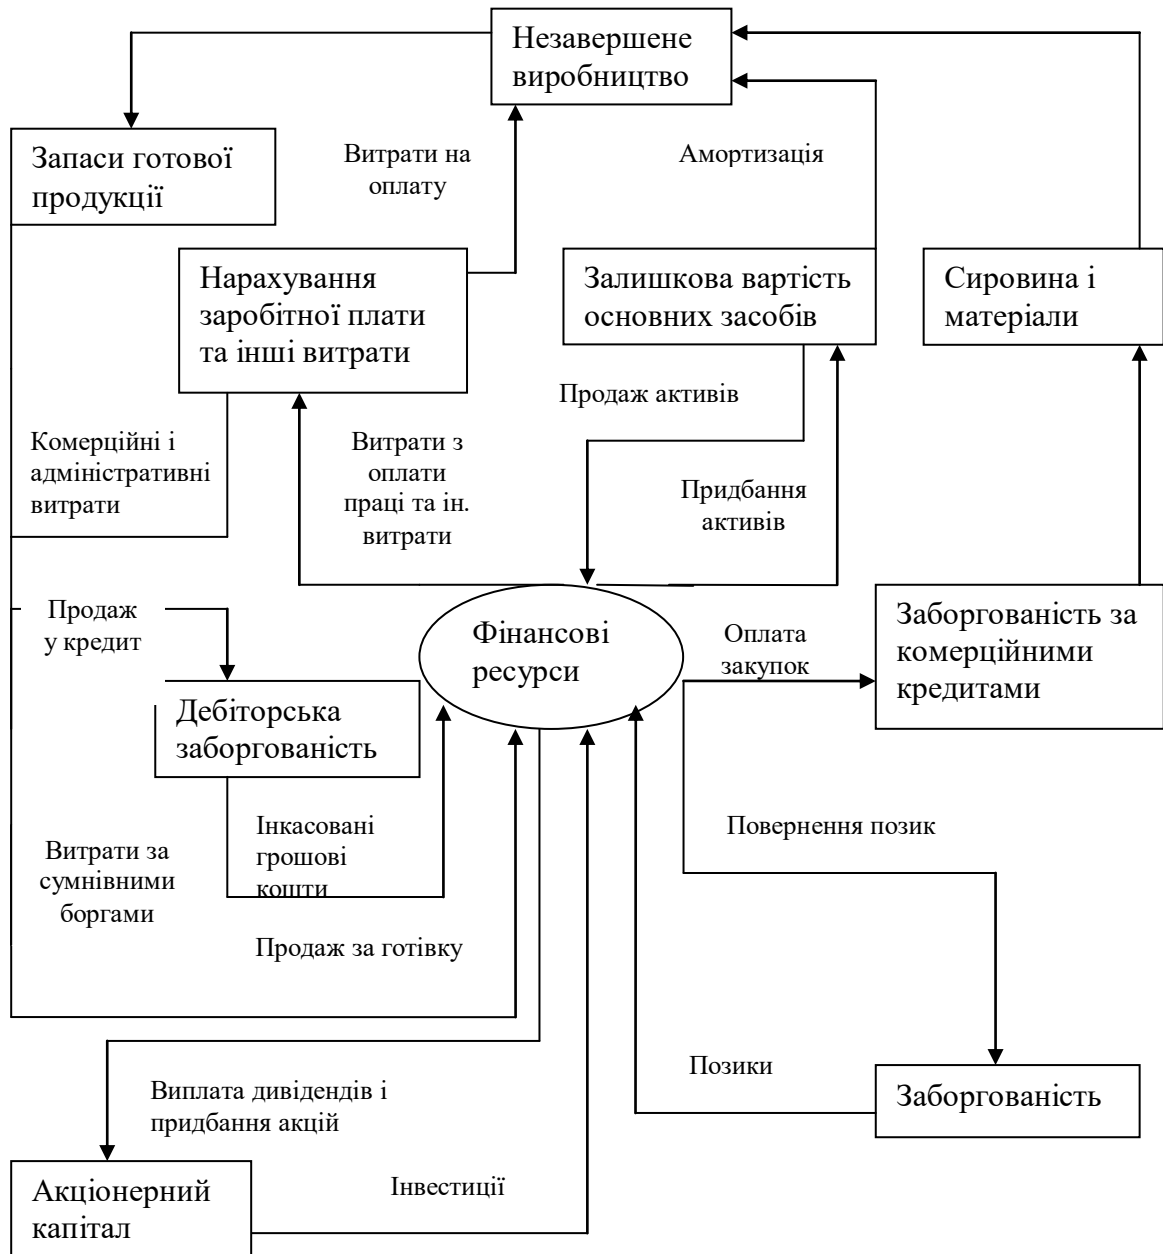 Незавершене
виробництво
Запаси готової
продукції
Витрати на
оплату
Амортизація
Нарахування
заробітної плати
та інші витрати
Залишкова вартість
основних засобів
Сировина і
матеріали
Продаж активів
Комерційні і
адміністративні
витрати
Витрати з
оплати
праці та ін.
витрати
Придбання
активів
Продаж
у кредит
Фінансові
ресурси
Оплата
закупок
Заборгованість за
комерційними
кредитами
Дебіторська
заборгованість
Інкасовані
грошові
кошти
Повернення позик
Витрати за
сумнівними
боргами
Продаж за готівку
Позики
Заборгованість
Виплата дивідендів і
придбання акцій
Акціонерний
капітал
Інвестиції